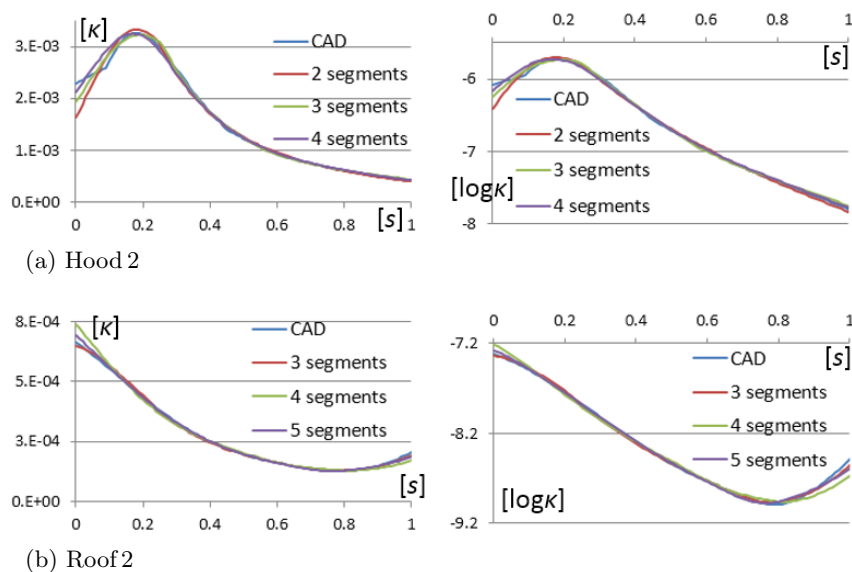 [κ]
3.E-03
2.E-03
1.E-03
0.E+00
0 0.2 0.4 0.6 0.8 1
[s]
CAD
2 segments
3 segments
4 segments
0 0.2 0.4 0.6 0.8 1
[s]
-6
-7
-8
[logκ]
CAD
2 segments
3 segments
4 segments
(a) Hood 2
[κ]
8.E-04
5.E-04
3.E-04
0.E+00
0 0.2 0.4 0.6 0.8 1
[s]
CAD
3 segments
4 segments
5 segments
0 0.2 0.4 0.6 0.8 1
[s]
-7.2
-8.2
-9.2
[logκ]
CAD
3 segments
4 segments
5 segments
(b) Roof 2